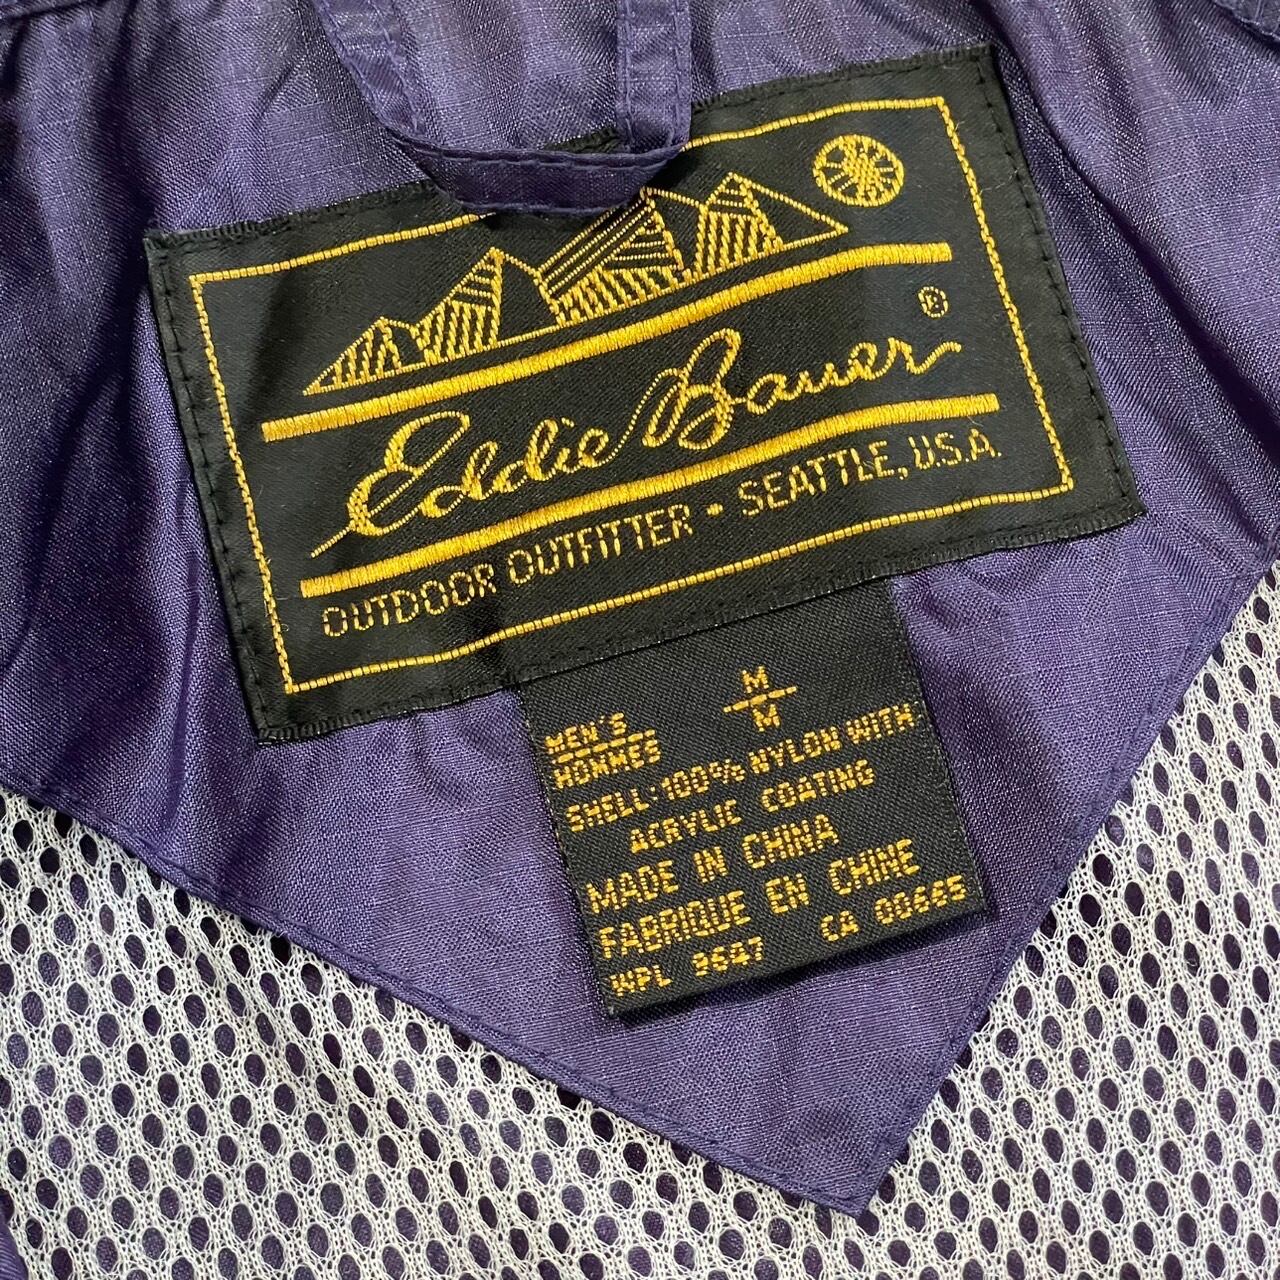 ®
Eddie Bauer
OUTDOOR OUTFITTER • SEATTLE, U.S.A.
M
MEN'S
M
HOMMES
SHELL: 100% NYLON WITH
ACRYLIC COATING
MADE IN CHINA
FABRIQUE EN CHINE
WPL 9647 CA 00665